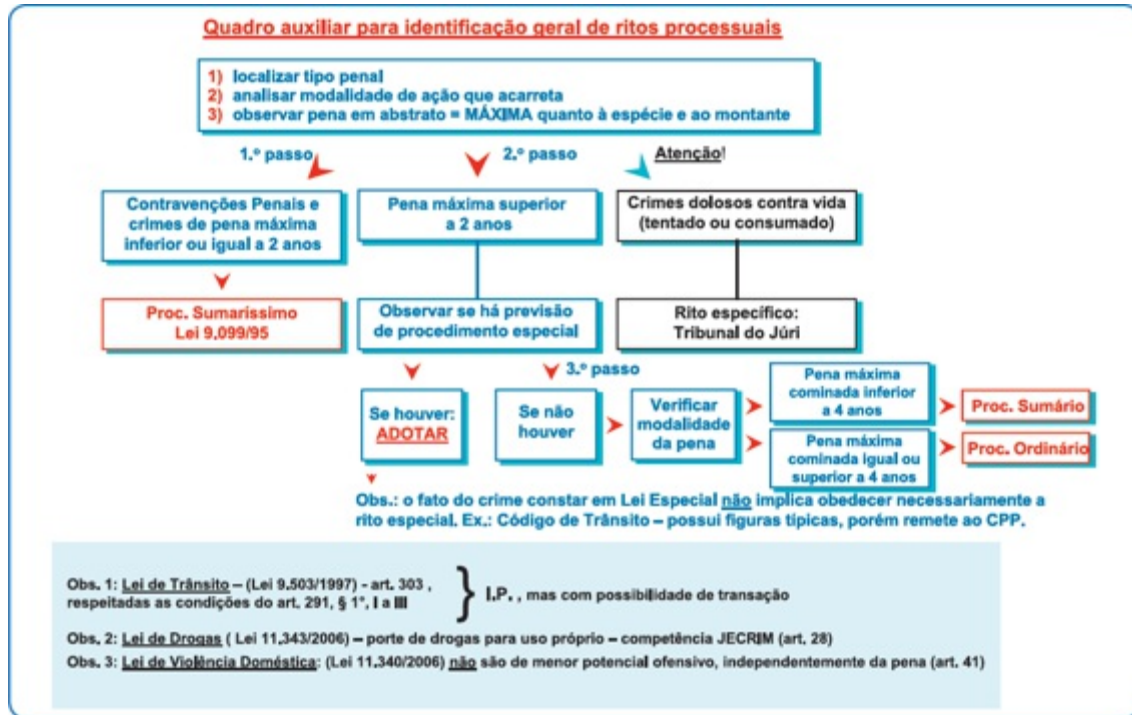 Quadro auxiliar para identificação geral de ritos processuais
1) localizar tipo penal
2) analisar modalidade de ação que acarreta
3) observar pena em abstrato = MÁXIMA quanto à espécie e ao montante
1.º passo
2.º passo
Atenção!
Contravenções Penais e
crimes de pena máxima
inferior ou igual a 2 anos
Pena máxima superior
a 2 anos
Crimes dolosos contra vida
(tentado ou consumado)
Proc. Sumaríssimo
Lei 9.099/95
Observar se há previsão
de procedimento especial
Rito específico:
Tribunal do Júri
3.º passo
Se houver:
ADOTAR
Se não
houver
Verificar
modalidade
da pena
Pena máxima
cominada inferior
a 4 anos
Proc. Sumário
Pena máxima
cominada igual ou
superior a 4 anos
Proc. Ordinário
Obs.: o fato do crime constar em Lei Especial não implica obedecer necessariamente a
rito especial. Ex.: Código de Trânsito – possui figuras típicas, porém remete ao CPP.
Obs. 1: Lei de Trânsito – (Lei 9.503/1997) - art. 303 ,
respeitadas as condições do art. 291, § 1°, I a III
} I.P. , mas com possibilidade de transação
Obs. 2: Lei de Drogas ( Lei 11.343/2006) – porte de drogas para uso próprio – competência JECRIM (art. 28)
Obs. 3: Lei de Violência Doméstica: (Lei 11.340/2006) não são de menor potencial ofensivo, independentemente da pena (art. 41)